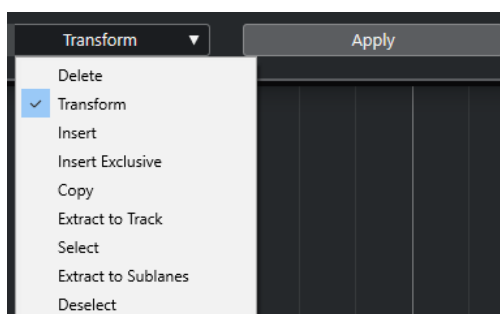 Transform ▼ Apply
Delete
✓ Transform
Insert
Insert Exclusive
Copy
Extract to Track
Select
Extract to Sublanes
Deselect